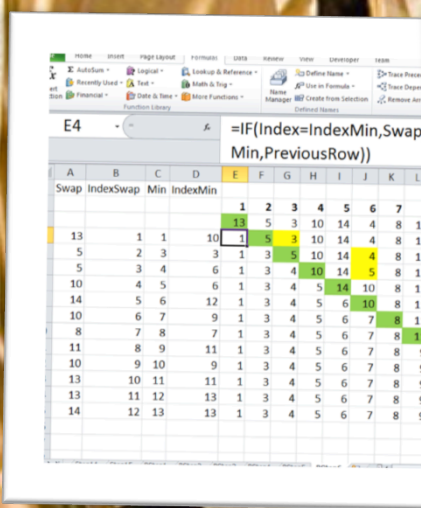 Home Insert Page Layout Formulas Data Review View Developer Team
Σ AutoSum Logical Lookup & Reference Define Name Trace Prece
Recently Used Text Math & Trig Name Use in Formula Trace Depe
Financial Date & Time More Functions Manager Create from Selection Remove Arr
Function Library Defined Names
E4 fx =IF(Index=IndexMin,Swap
Min,PreviousRow))
A B C D E F G H I J K L
Swap IndexSwap Min IndexMin
1 2 3 4 5 6 7
13 5 3 10 14 4 8 1
13 1 1 10 1 5 3 10 14 4 8 1
5 2 3 3 1 3 5 10 14 4 8 1
5 3 4 6 1 3 4 10 14 5 8 1
10 4 5 6 1 3 4 5 14 10 8 1
14 5 6 12 1 3 4 5 6 10 8 1
10 6 7 9 1 3 4 5 6 7 8 1
8 7 8 7 1 3 4 5 6 7 8 1
11 8 9 11 1 3 4 5 6 7 8
10 9 10 9 1 3 4 5 6 7 8
13 10 11 11 1 3 4 5 6 7 8
13 11 12 13 1 3 4 5 6 7 8
14 12 13 13 1 3 4 5 6 7 8